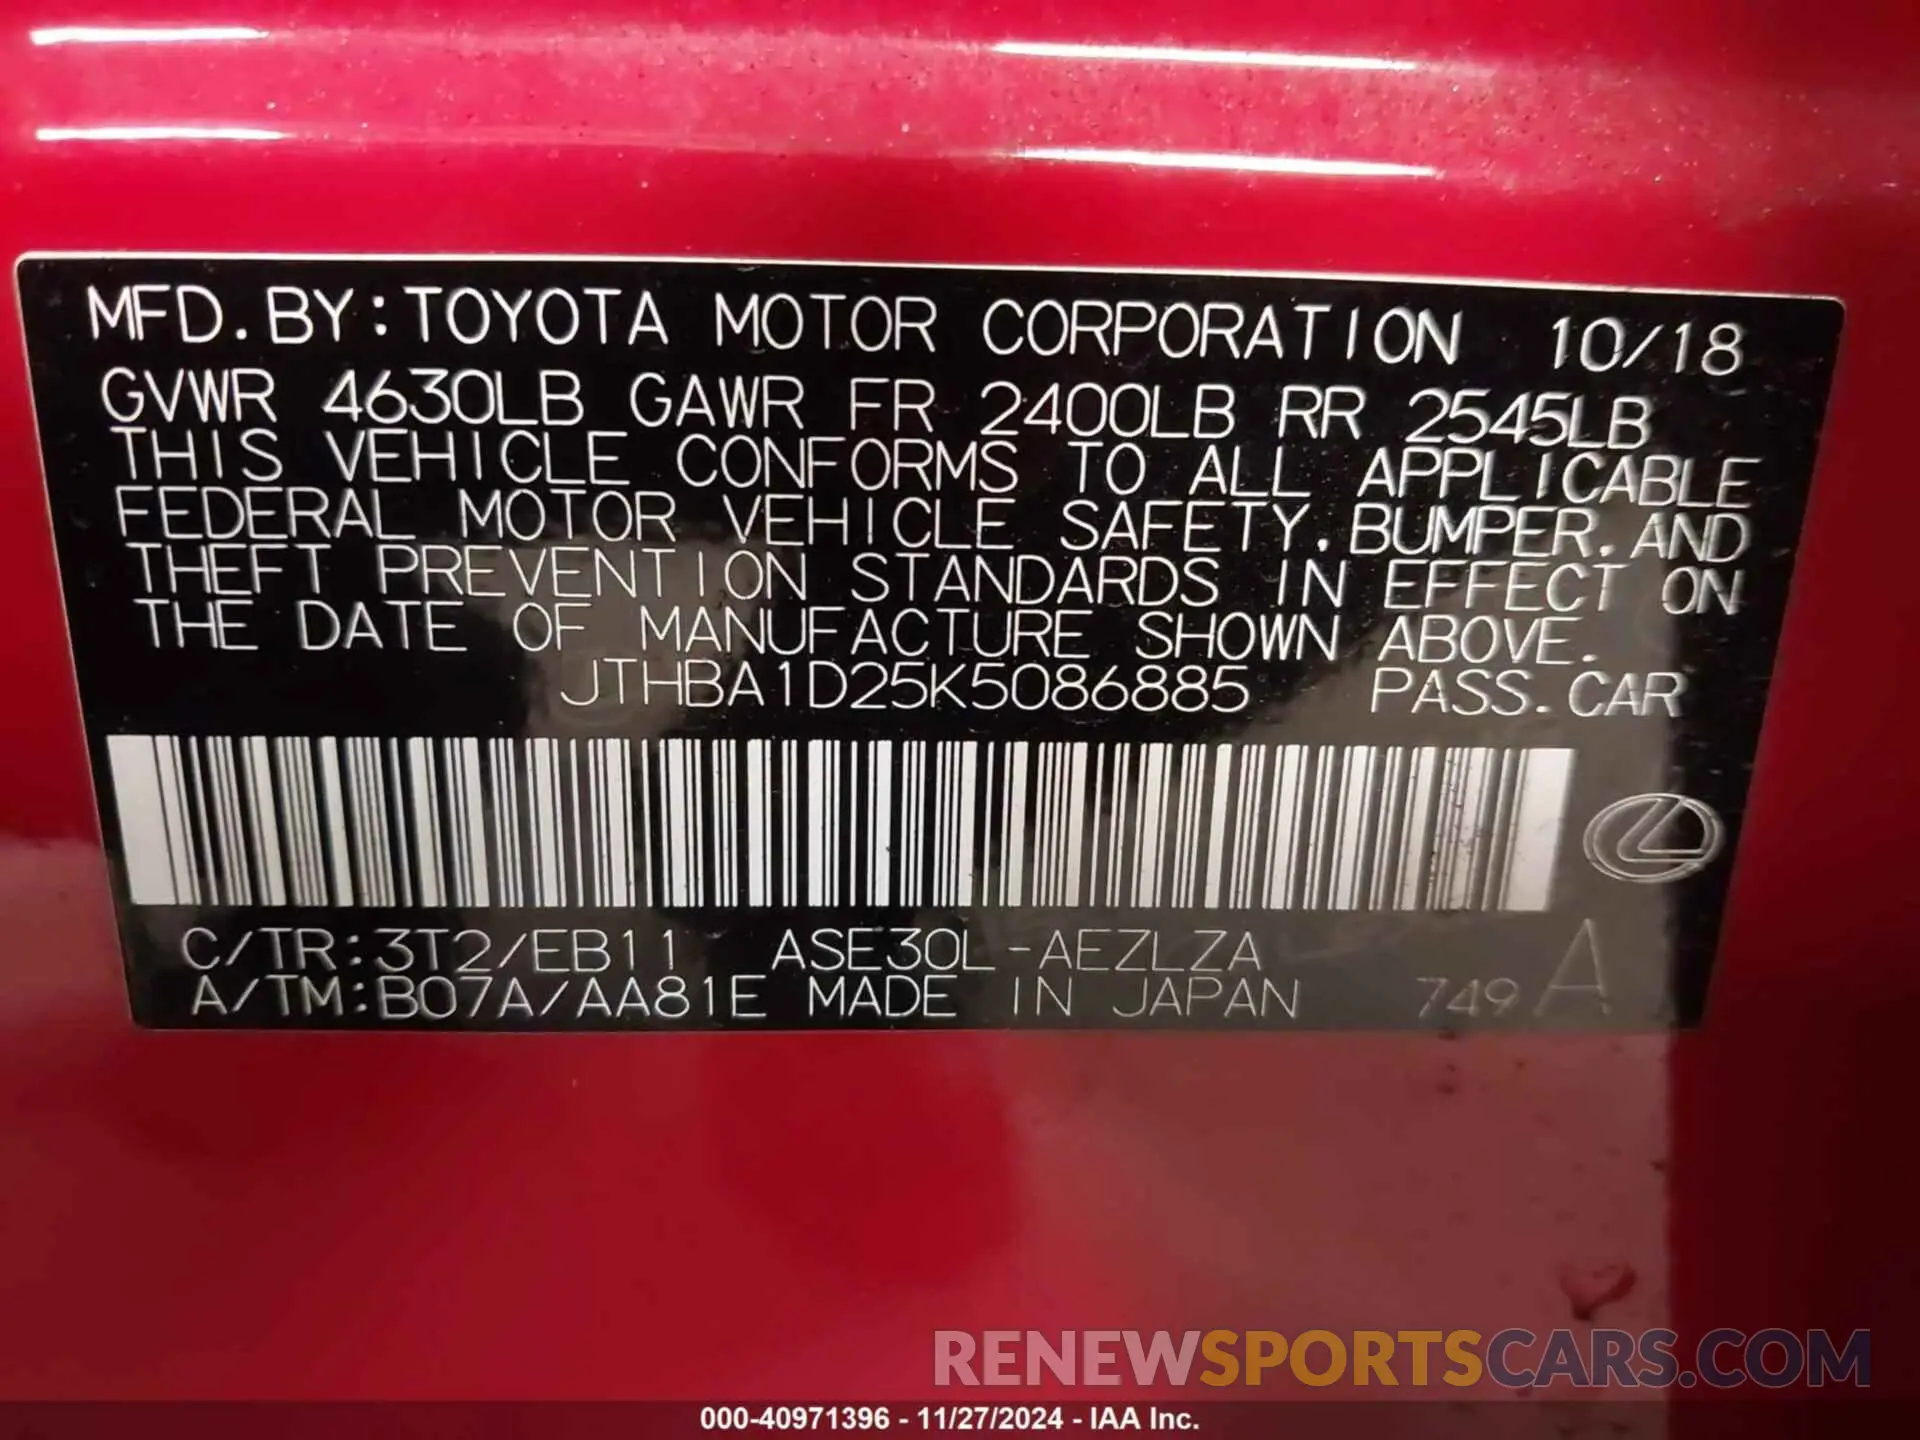 MFD. BY: TOYOTA MOTOR CORPORATION 10/18
GVWR 4630LB GAWR FR 2400LB RR 2545LB
THIS VEHICLE CONFORMS TO ALL APPLICABLE
FEDERAL MOTOR VEHICLE SAFETY, BUMPER, AND
THEFT PREVENTION STANDARDS IN EFFECT ON
THE DATE OF MANUFACTURE SHOWN ABOVE.
JTHBA1D25K5086885 PASS. CAR
C/TR: 3T2/EB11 ASE30L-AEZLZA
A/TM: B07A/AA81E MADE IN JAPAN 749 A
RENEWSPORTSCARS.COM
000-40971396 - 11/27/2024 - IAA Inc.